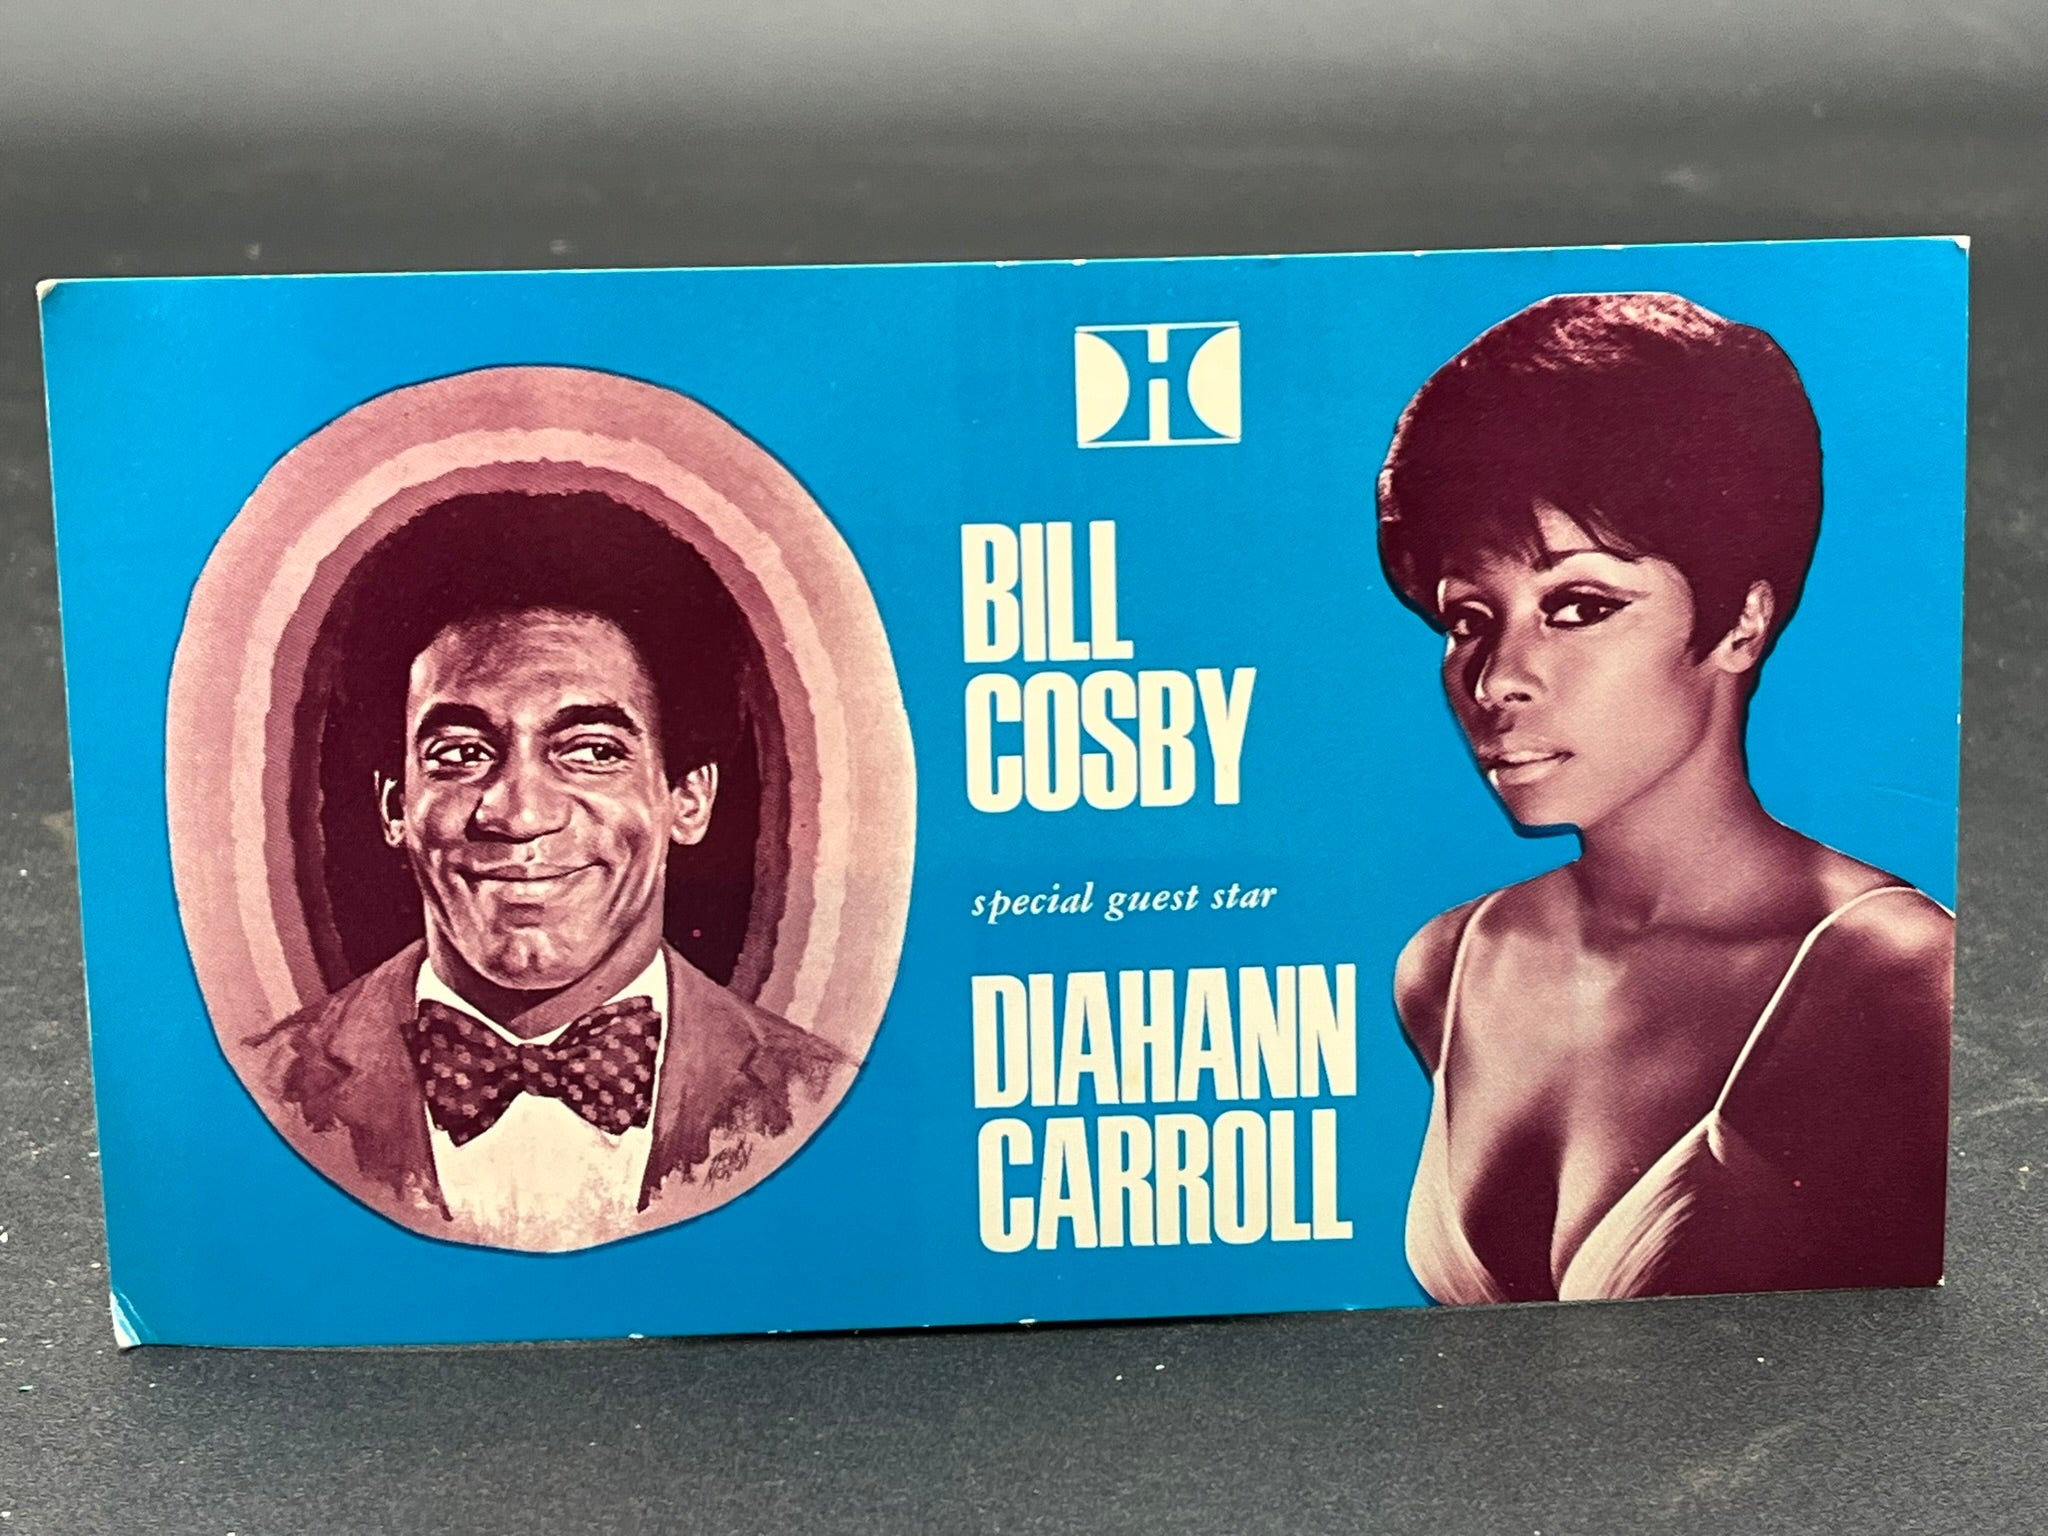 H
BILL
COSBY
special guest star
DIAHANN
CARROLL